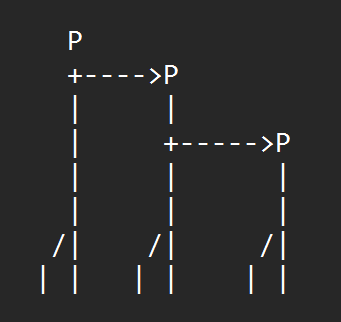 P
  +---->P
  |     |
  |     +----->P
  |     |      |
  |     |      |
 /|    /|     /|
| |   | |    | |